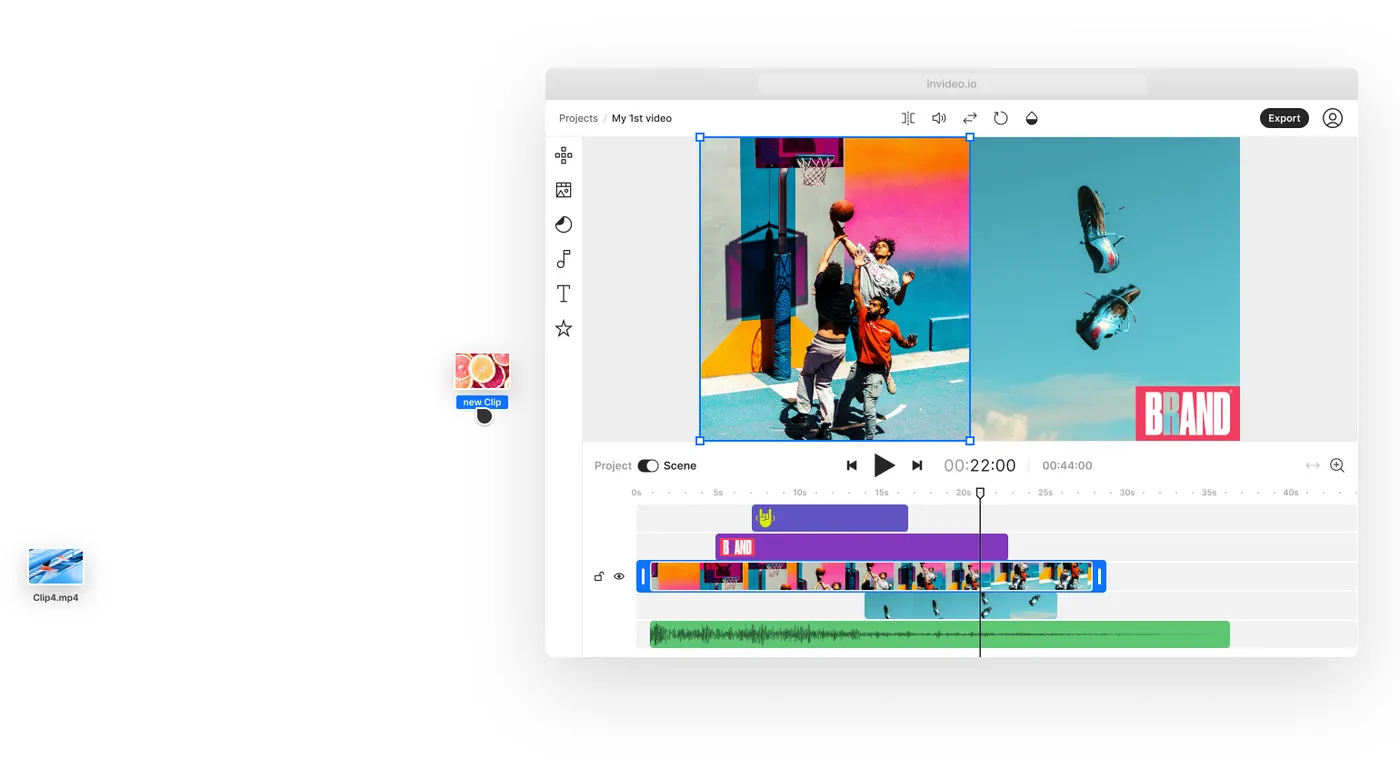 invideo.io
Projects / My 1st video
Export
BRAND
new Clip
Project Scene
00:22:00
00:44:00
0s 5s 10s 15s 20s 25s 30s 35s 40s
BRAND
Clip4.mp4